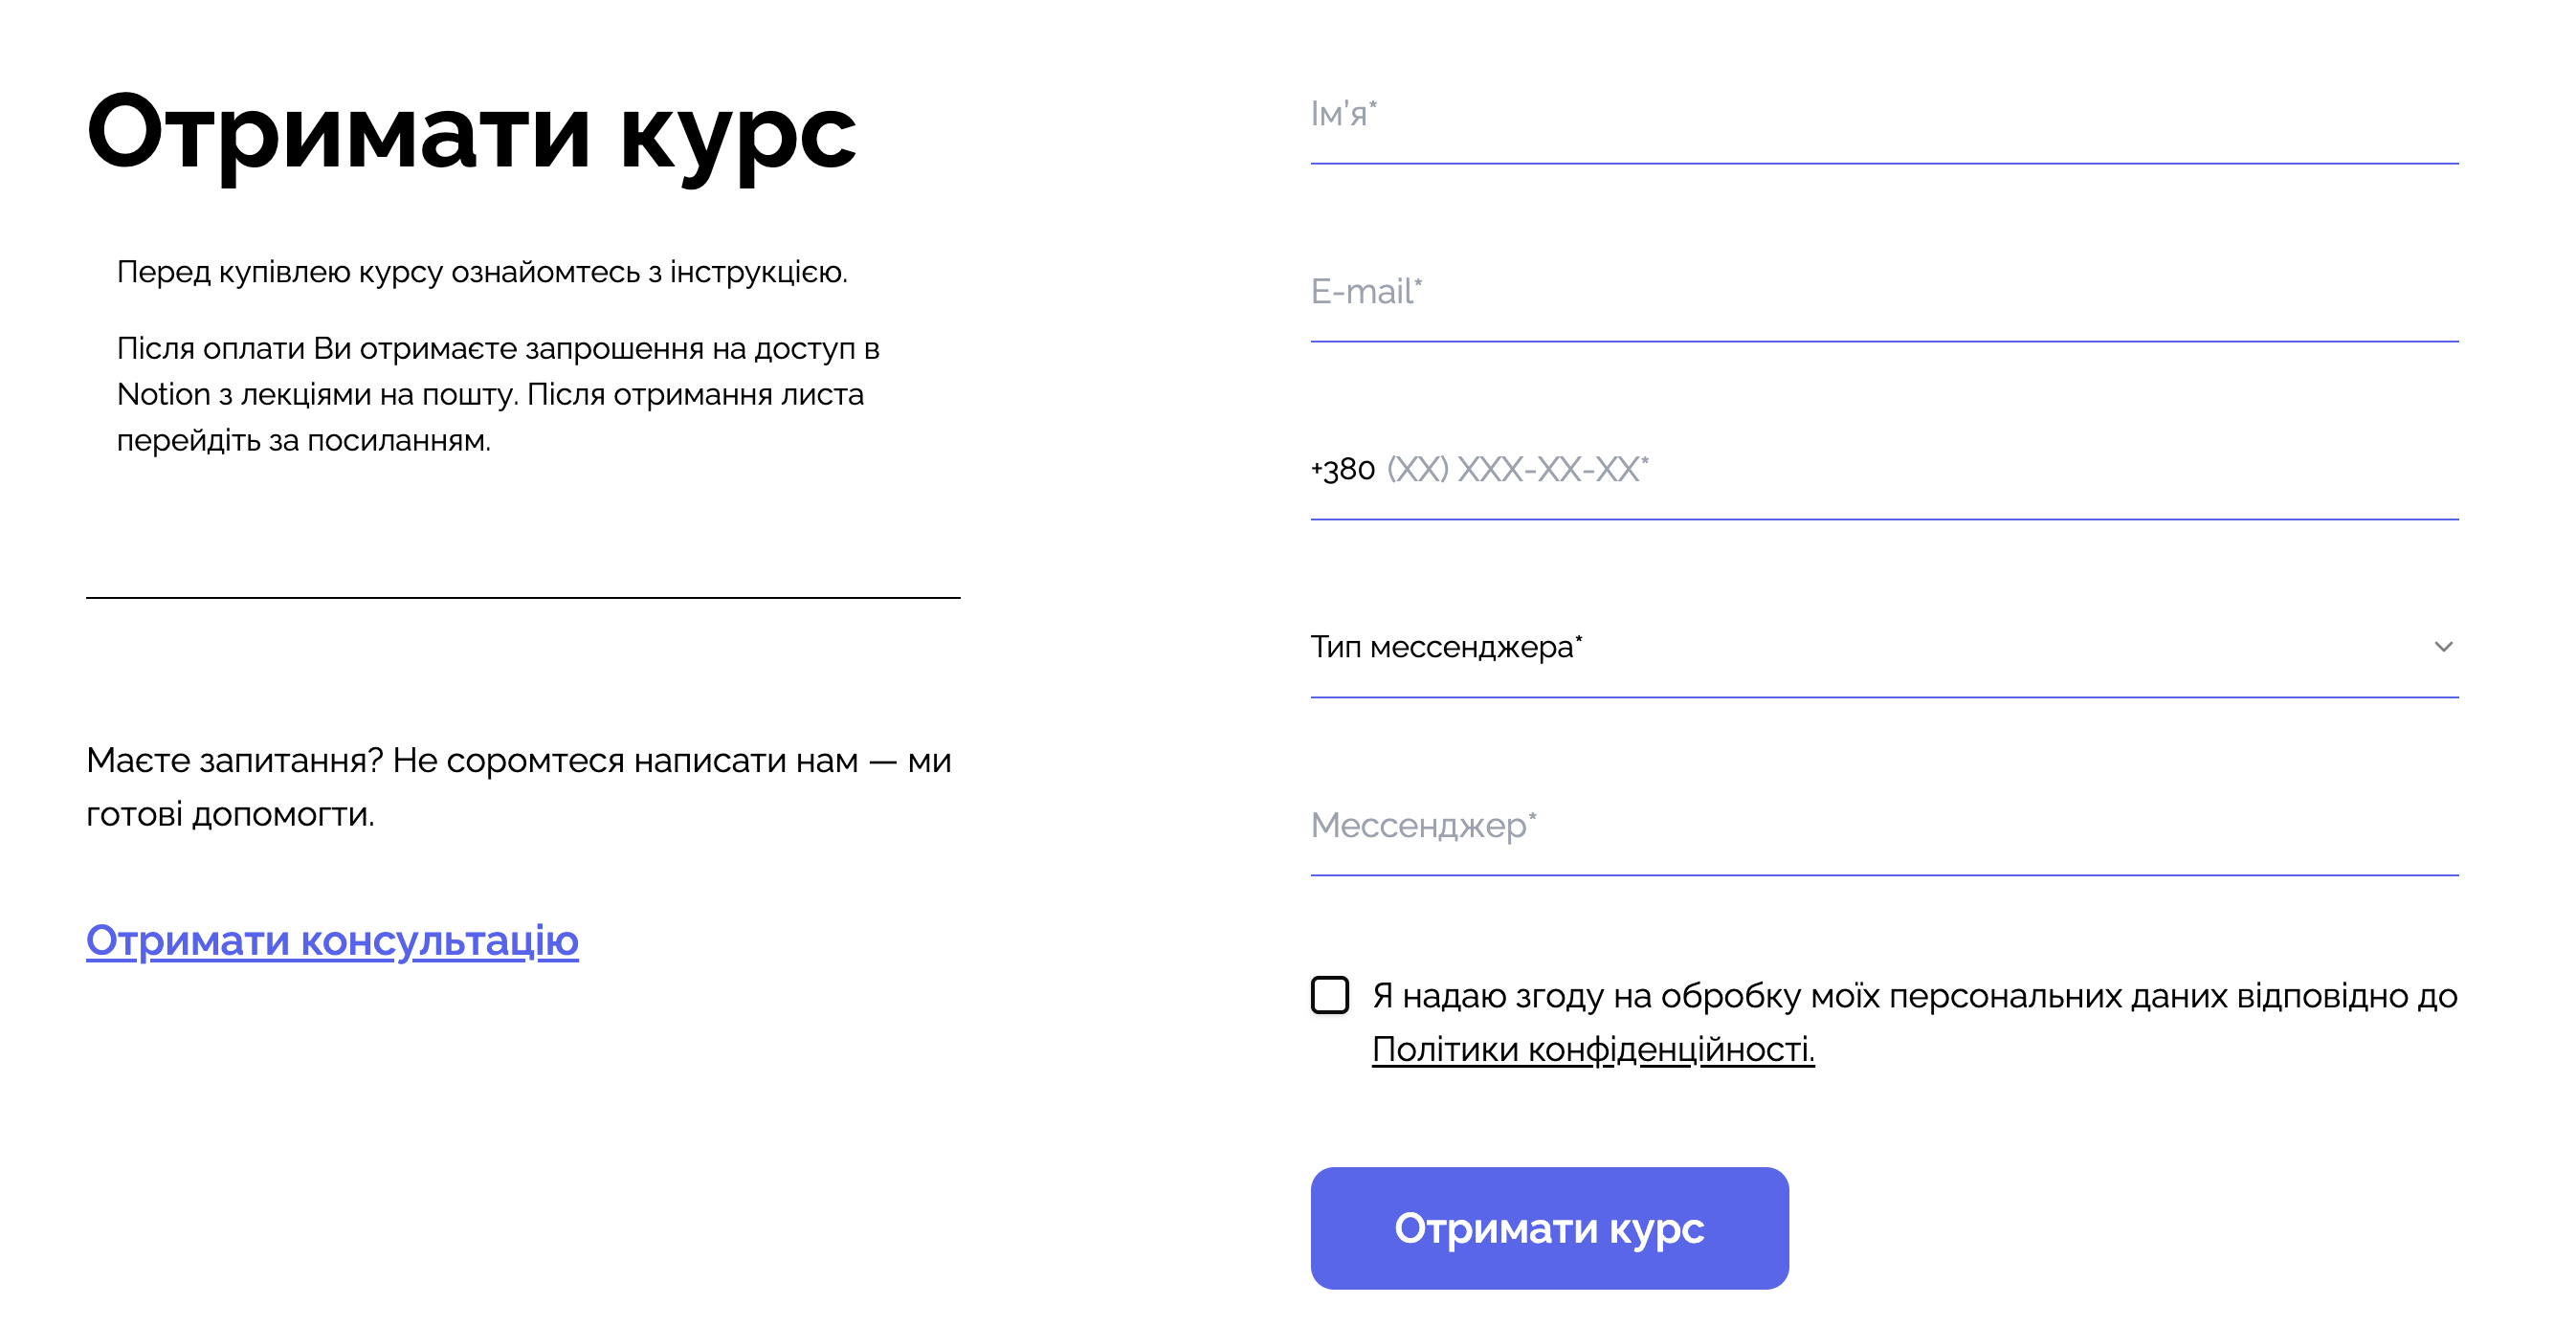 Отримати курс
Перед купівлею курсу ознайомтесь з інструкцією.
Після оплати Ви отримаєте запрошення на доступ в
Notion з лекціями на пошту. Після отримання листа
перейдіть за посиланням.
Маєте запитання? Не соромтеся написати нам — ми
готові допомогти.
Отримати консультацію
Ім'я*
E-mail*
+380 (XX) XXX-XX-XX*
Тип мессенджера*
Мессенджер*
Я надаю згоду на обробку моїх персональних даних відповідно до
Політики конфіденційності.
Отримати курс